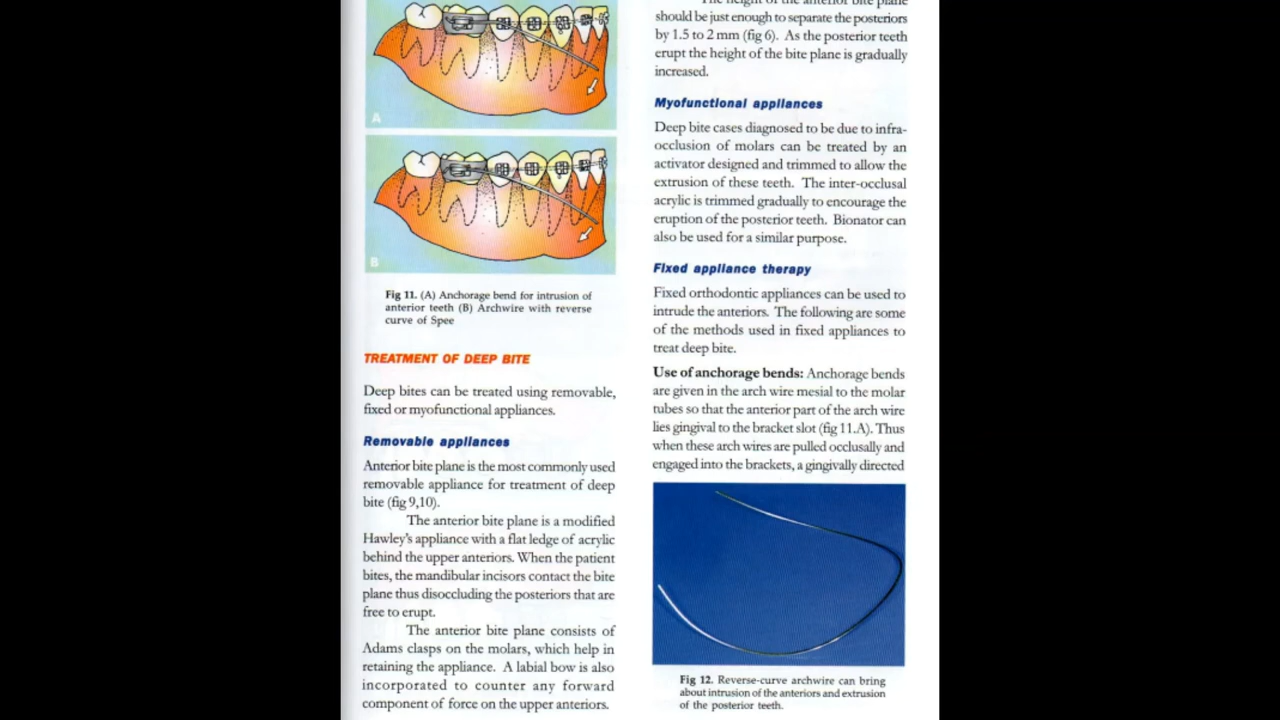 A
B
Fig 11. (A) Anchorage bend for intrusion of
anterior teeth (B) Archwire with reverse
curve of Spee
TREATMENT OF DEEP BITE
Deep bites can be treated using removable,
fixed or myofunctional appliances.
Removable appliances
Anterior bite plane is the most commonly used
removable appliance for treatment of deep
bite (fig 9,10).
The anterior bite plane is a modified
Hawley's appliance with a flat ledge of acrylic
behind the upper anteriors. When the patient
bites, the mandibular incisors contact the bite
plane thus disoccluding the posteriors that are
free to erupt.
The anterior bite plane consists of
Adams clasps on the molars, which help in
retaining the appliance. A labial bow is also
incorporated to counter any forward
component of force on the upper anteriors.
The height of the anterior bite plane
should be just enough to separate the posteriors
by 1.5 to 2 mm (fig 6). As the posterior teeth
erupt the height of the bite plane is gradually
increased.
Myofunctional appliances
Deep bite cases diagnosed to be due to infra-
occlusion of molars can be treated by an
activator designed and trimmed to allow the
extrusion of these teeth. The inter-occlusal
acrylic is trimmed gradually to encourage the
eruption of the posterior teeth. Bionator can
also be used for a similar purpose.
Fixed appliance therapy
Fixed orthodontic appliances can be used to
intrude the anteriors. The following are some
of the methods used in fixed appliances to
treat deep bite.
Use of anchorage bends: Anchorage bends
are given in the arch wire mesial to the molar
tubes so that the anterior part of the arch wire
lies gingival to the bracket slot (fig 11.A). Thus
when these arch wires are pulled occlusally and
engaged into the brackets, a gingivally directed
Fig 12. Reverse-curve archwire can bring
about intrusion of the anteriors and extrusion
of the posterior teeth.